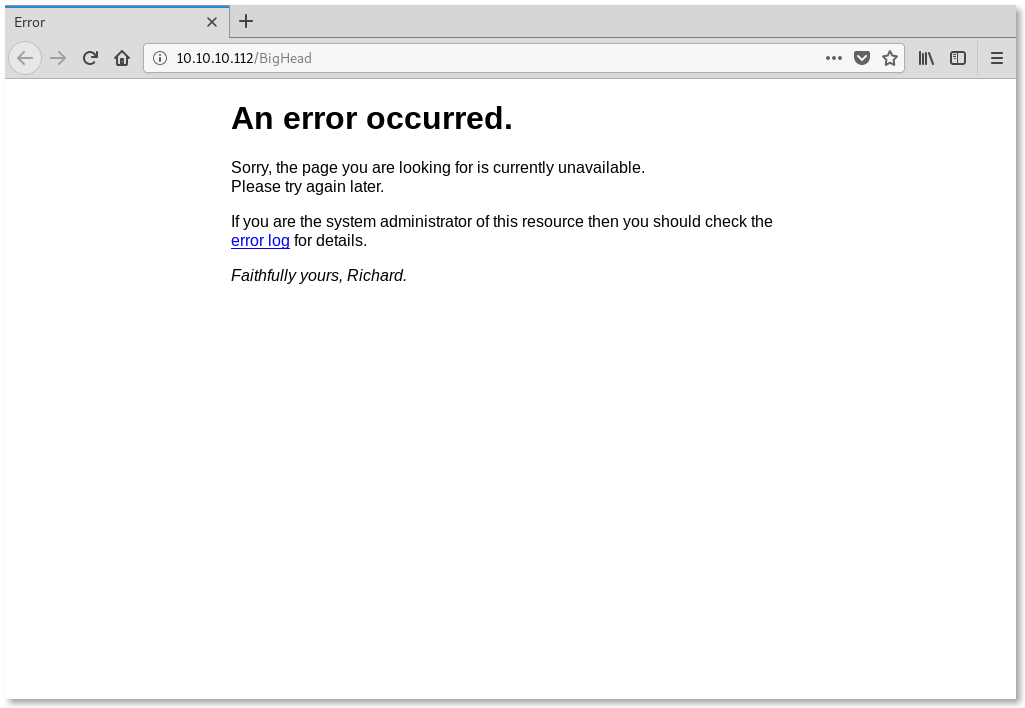 Error
10.10.10.112/BigHead
An error occurred.
Sorry, the page you are looking for is currently unavailable.
Please try again later.
If you are the system administrator of this resource then you should check the
error log for details.
Faithfully yours, Richard.